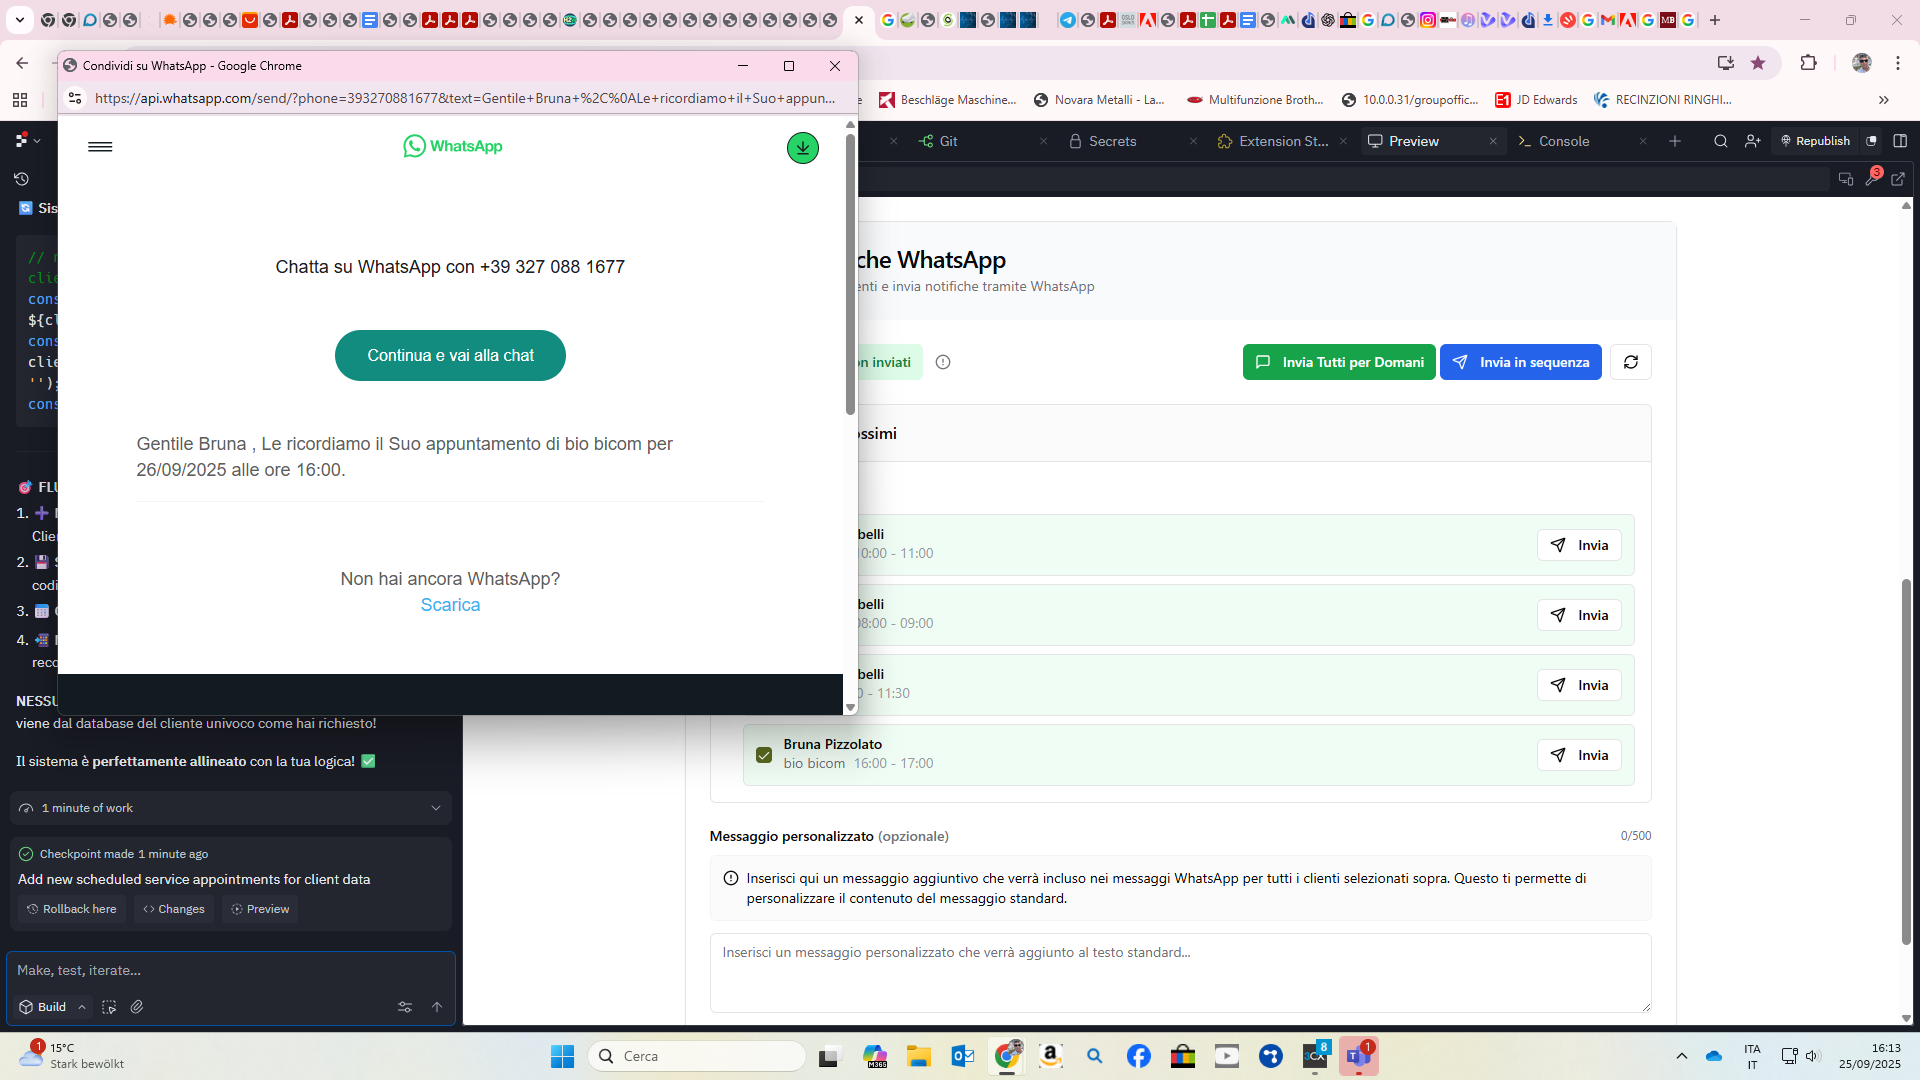 Condividi su WhatsApp - Google Chrome
https://api.whatsapp.com/send/?phone=393270881677&text=Gentile+Bruna+%2C%0ALe+ricordiamo+il+Suo+appun...
Beschläge Maschine...
Novara Metalli - La...
Multifunzione Broth...
10.0.0.31/groupoffic...
JD Edwards
RECINZIONI RINGHI...
»
WhatsApp
Git
Secrets
Extension St...
Preview
Console
Republish
3
Sis
Chatta su WhatsApp con +39 327 088 1677
Continua e vai alla chat
Gentile Bruna , Le ricordiamo il Suo appuntamento di bio bicom per
26/09/2025 alle ore 16:00.
Non hai ancora WhatsApp?
Scarica
che WhatsApp
enti e invia notifiche tramite WhatsApp
on inviati
Invia Tutti per Domani
Invia in sequenza
ossimi
belli
10:00 - 11:00
Invia
belli
08:00 - 09:00
Invia
belli
0 - 11:30
Invia
Bruna Pizzolato
bio bicom 16:00 - 17:00
Invia
Messaggio personalizzato (opzionale)
0/500
Inserisci qui un messaggio aggiuntivo che verrà incluso nei messaggi WhatsApp per tutti i clienti selezionati sopra. Questo ti permette di
personalizzare il contenuto del messaggio standard.
Inserisci un messaggio personalizzato che verrà aggiunto al testo standard...
clie
cons
${cl
cons
clie
'');
cons
FLU
1.
Clie
2.
codi
3.
4.
reco
NESSU
viene dal database del cliente univoco come hai richiesto!
Il sistema è perfettamente allineato con la tua logica!
1 minute of work
Checkpoint made 1 minute ago
Add new scheduled service appointments for client data
Rollback here
Changes
Preview
Make, test, iterate...
Build
1
15°C
Stark bewölkt
Cerca
8
1
ITA
IT
16:13
25/09/2025